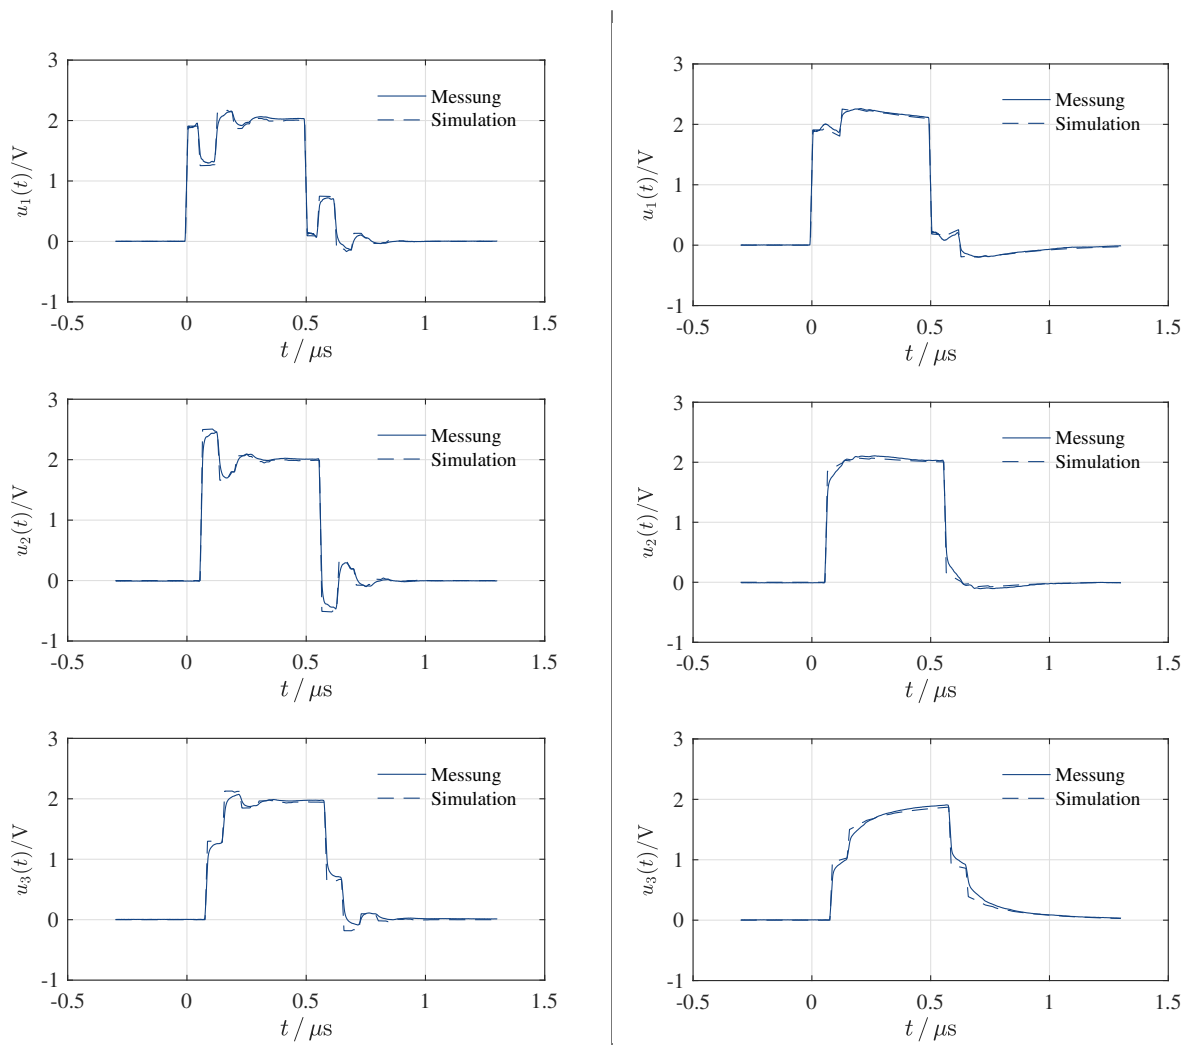 3
2
1
0
-1
-0.5 0 0.5 1 1.5
u₁(t)/V
t / μs
Messung
Simulation
3
2
1
0
-1
-0.5 0 0.5 1 1.5
u₁(t)/V
t / μs
Messung
Simulation
3
2
1
0
-1
-0.5 0 0.5 1 1.5
u₂(t)/V
t / μs
Messung
Simulation
3
2
1
0
-1
-0.5 0 0.5 1 1.5
u₂(t)/V
t / μs
Messung
Simulation
3
2
1
0
-1
-0.5 0 0.5 1 1.5
u₃(t)/V
t / μs
Messung
Simulation
3
2
1
0
-1
-0.5 0 0.5 1 1.5
u₃(t)/V
t / μs
Messung
Simulation